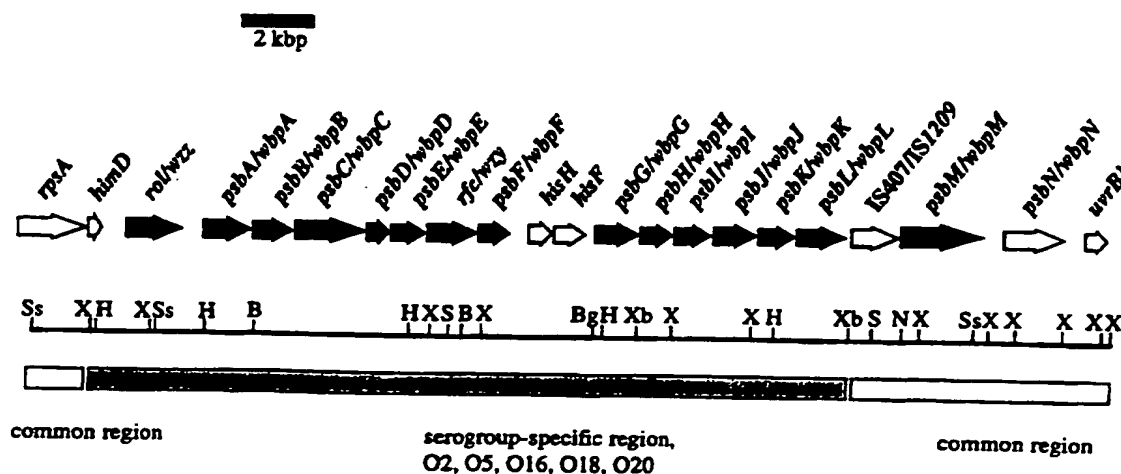 2 kbp
rpsA
himD
rol/wzz
psbA/wbpA
psbB/wbpB
psbC/wbpC
psbD/wbpD
psbE/wbpE
rfc/wzy
psbF/wbpF
hisH
hisF
psbG/wbpG
psbH/wbpH
psbI/wbpI
psbJ/wbpJ
psbK/wbpK
psbL/wbpL
IS407/IS1209
psbM/wbpM
psbN/wbpN
Ss X H X Ss H B H X S B X Bg H Xb X X H Xb S N X Ss X X X X X
common region
serogroup-specific region,
O2, O5, O16, O18, O20
common region